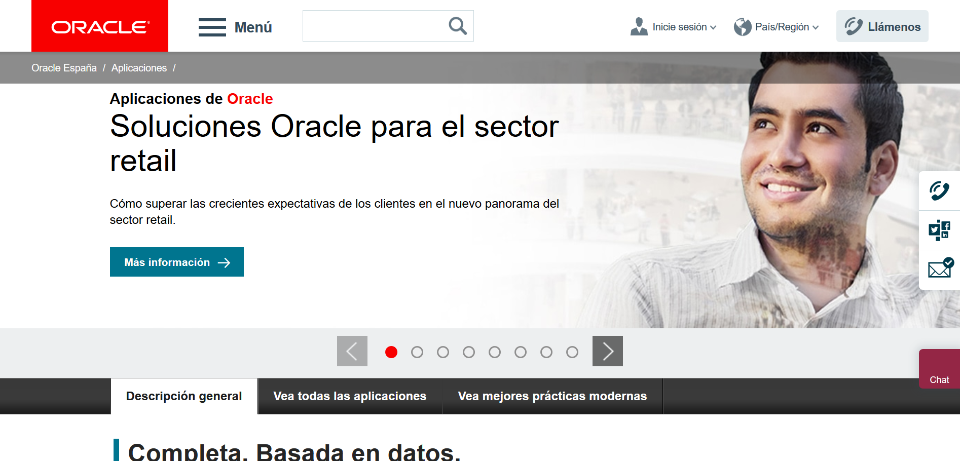 ORACLE
Menú
Inicie sesión
País/Región
Llámenos
Oracle España / Aplicaciones /
Aplicaciones de Oracle
Soluciones Oracle para el sector
retail
Cómo superar las crecientes expectativas de los clientes en el nuevo panorama del
sector retail.
Más información
Chat
Descripción general
Vea todas las aplicaciones
Vea mejores prácticas modernas
Completa. Basada en datos.